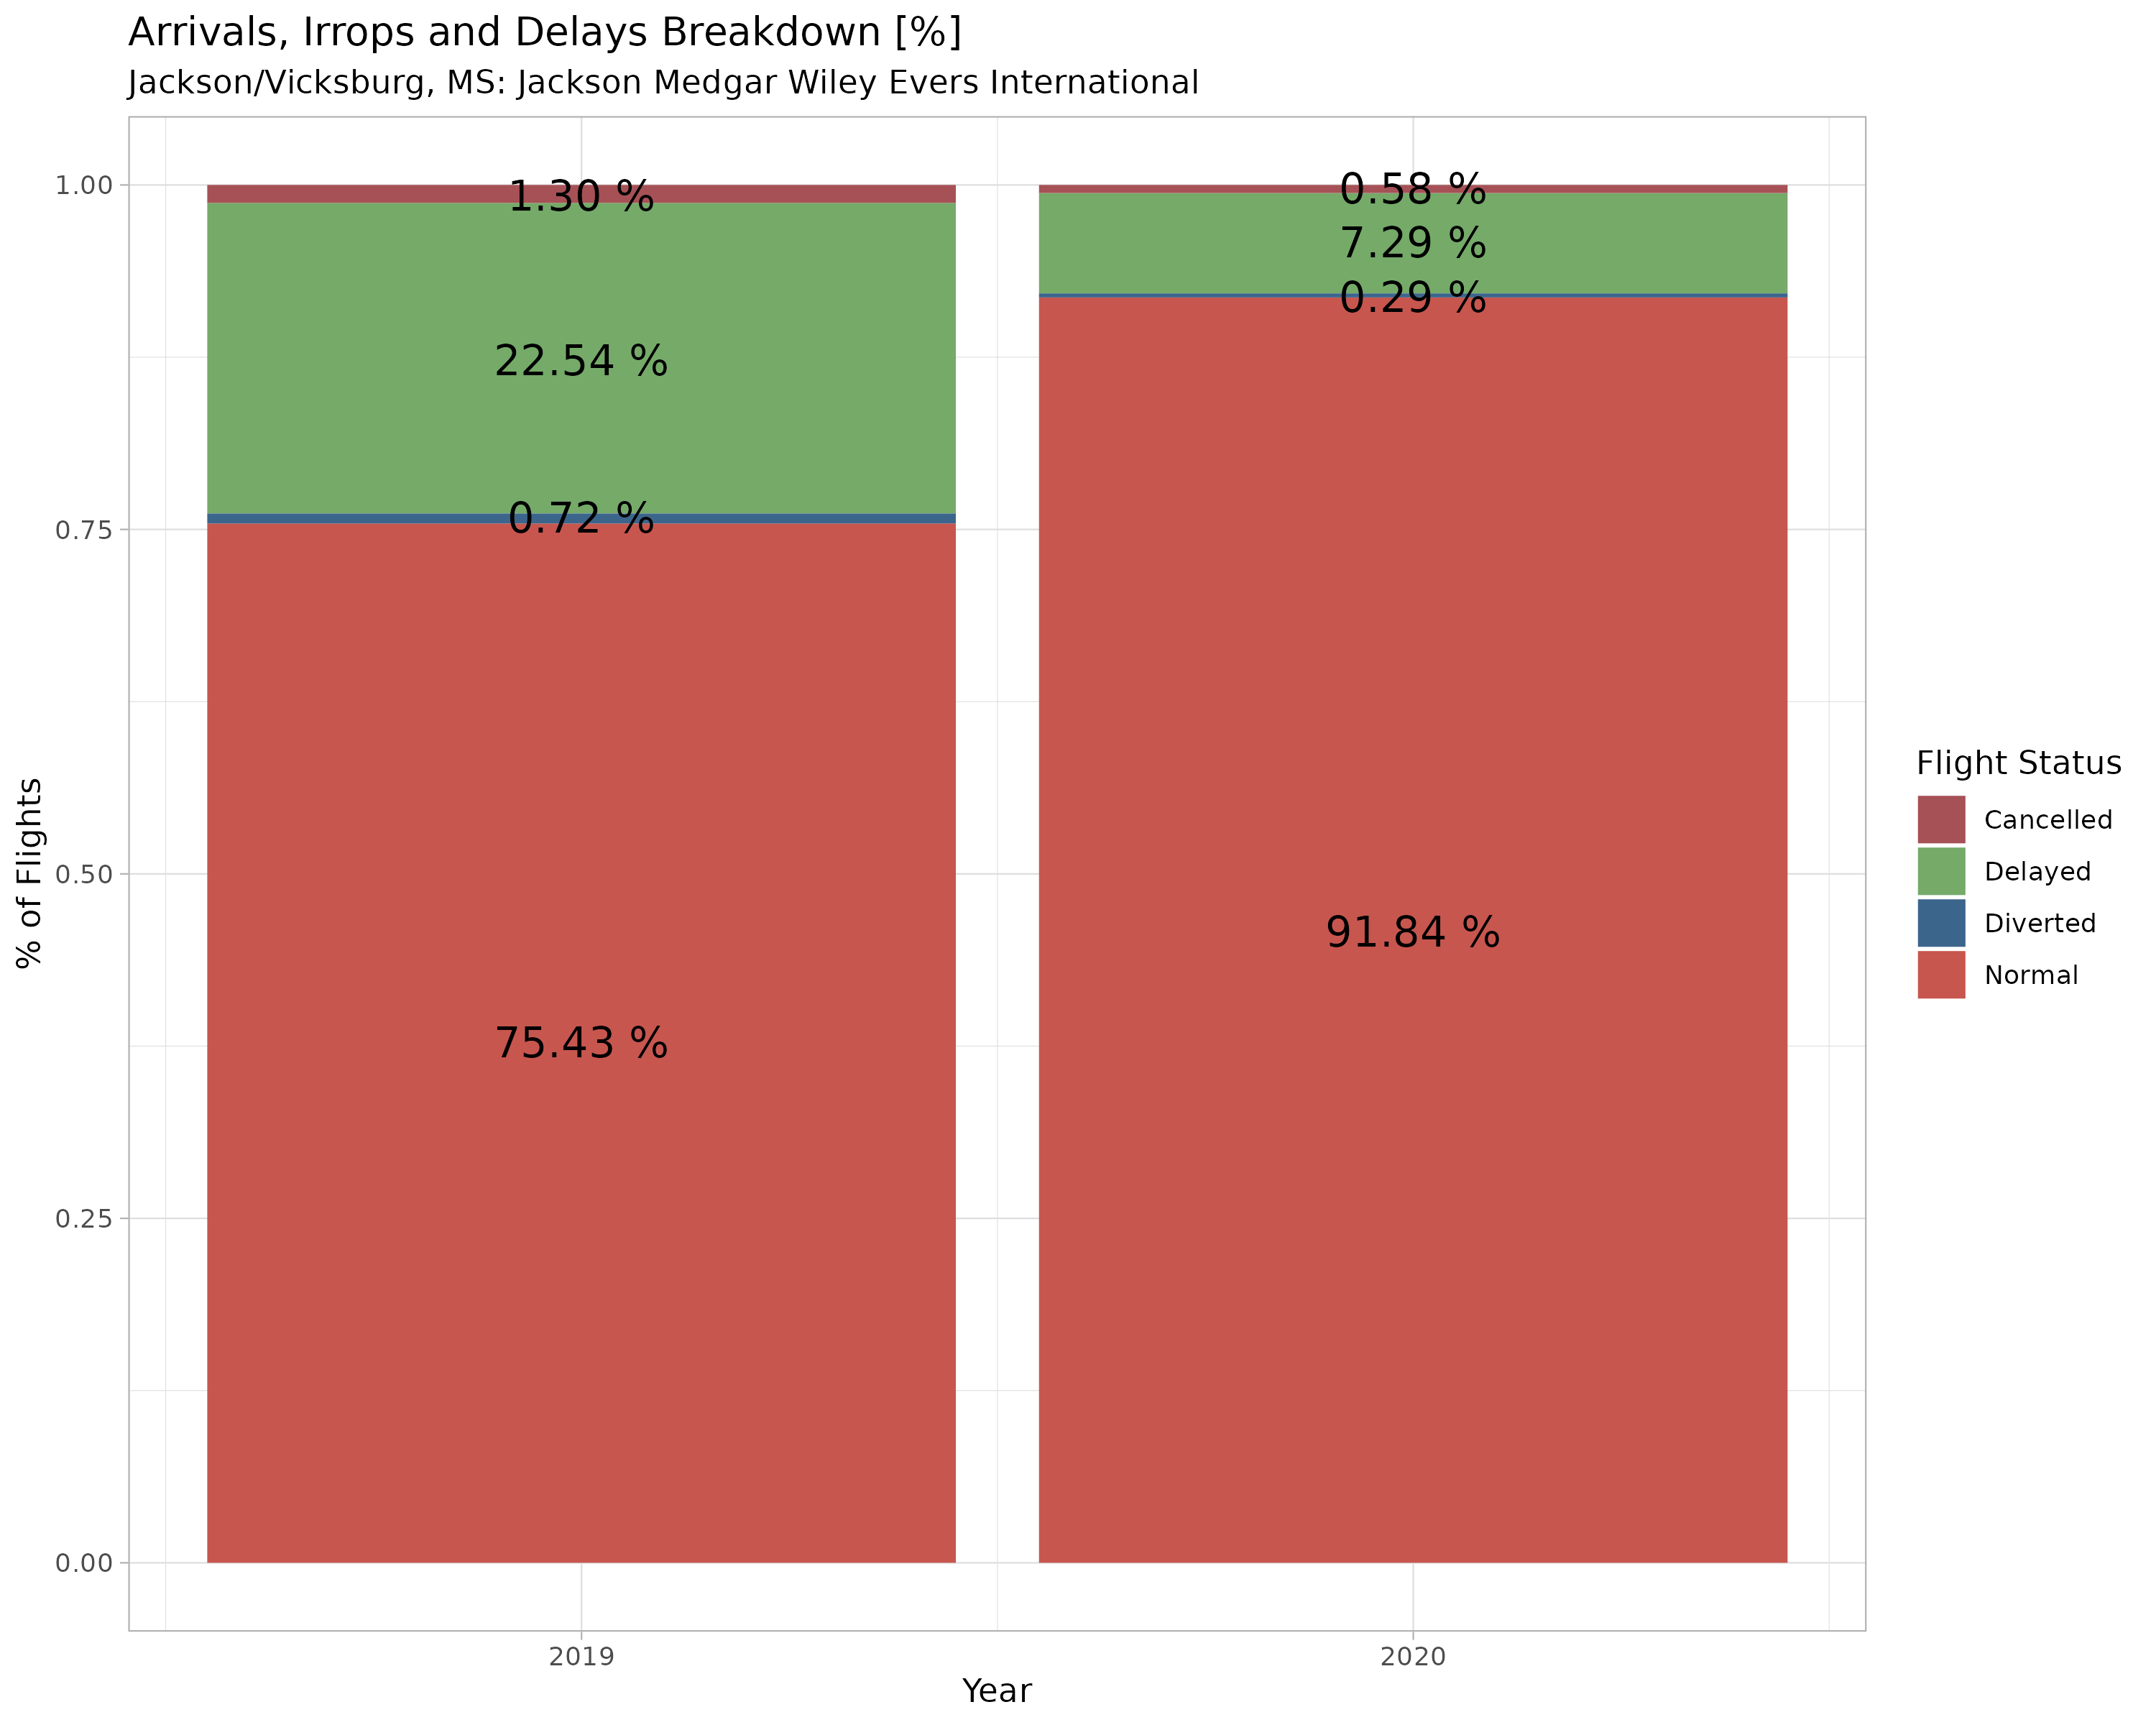 Arrivals, Irrops and Delays Breakdown [%]
Jackson/Vicksburg, MS: Jackson Medgar Wiley Evers International
% of Flights
1.00
0.75
0.50
0.25
0.00
1.30 %
22.54 %
0.72 %
75.43 %
0.58 %
7.29 %
0.29 %
91.84 %
2019
2020
Year
Flight Status
Cancelled
Delayed
Diverted
Normal